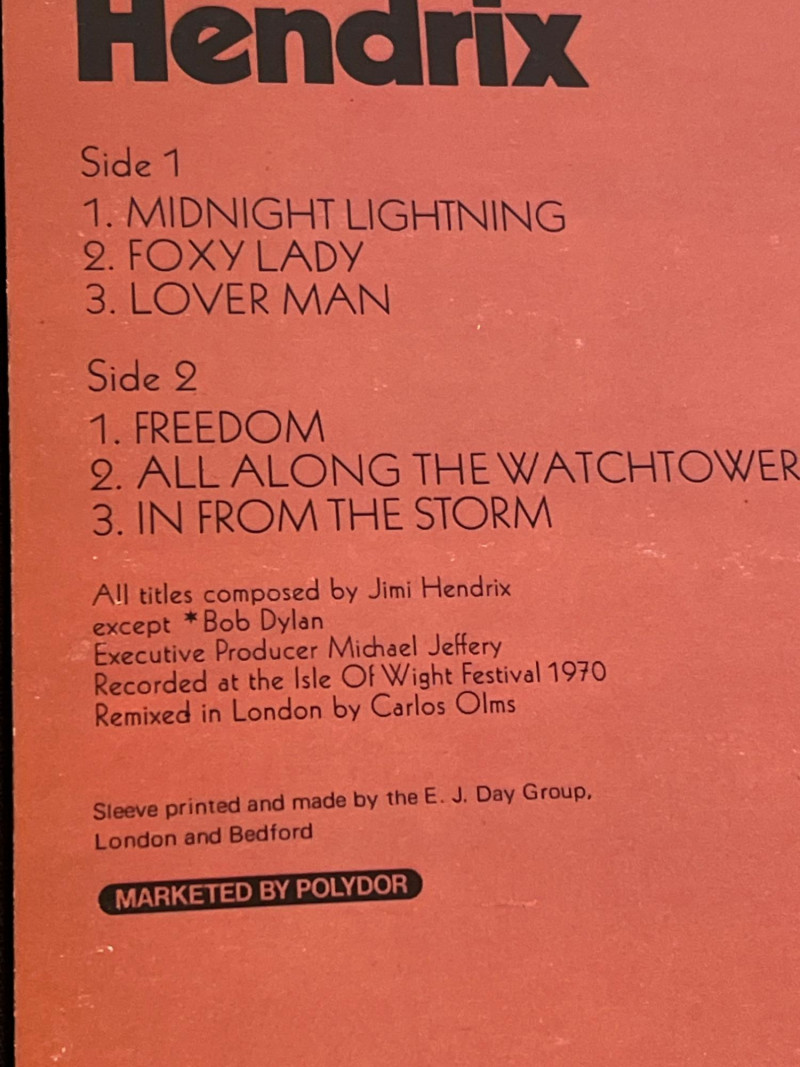 Hendrix
Side 1
1. MIDNIGHT LIGHTNING
2. FOXY LADY
3. LOVER MAN
Side 2
1. FREEDOM
2. ALL ALONG THE WATCHTOWER
3. IN FROM THE STORM
All titles composed by Jimi Hendrix
except *Bob Dylan
Executive Producer Michael Jeffery
Recorded at the Isle Of Wight Festival 1970
Remixed in London by Carlos Olms
Sleeve printed and made by the E. J. Day Group,
London and Bedford
MARKETED BY POLYDOR